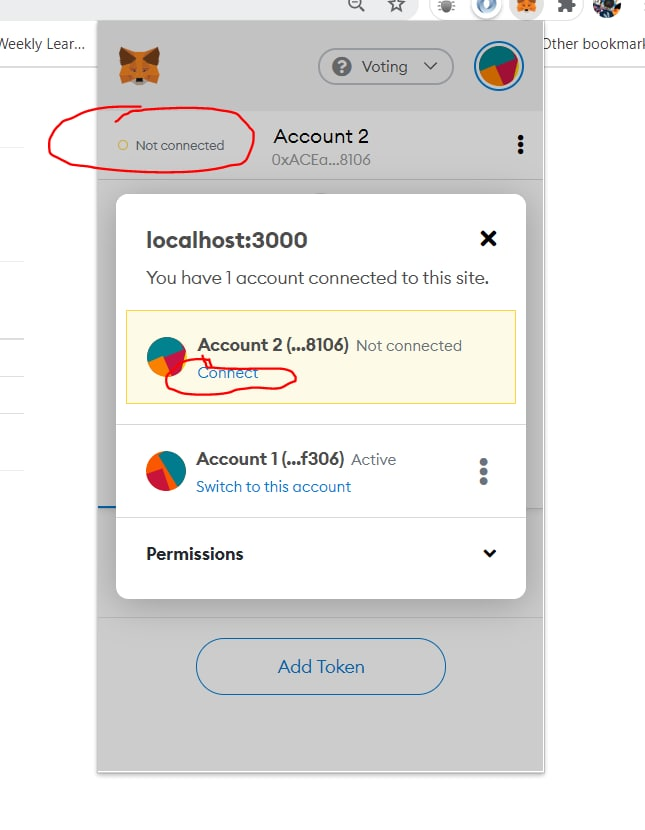 Weekly Lear...
Other bookmark
Voting
Not connected
Account 2
0xACEa...8106
localhost:3000
You have 1 account connected to this site.
Account 2 (...8106) Not connected
Connect
Account 1 (...f306) Active
Switch to this account
Permissions
Add Token